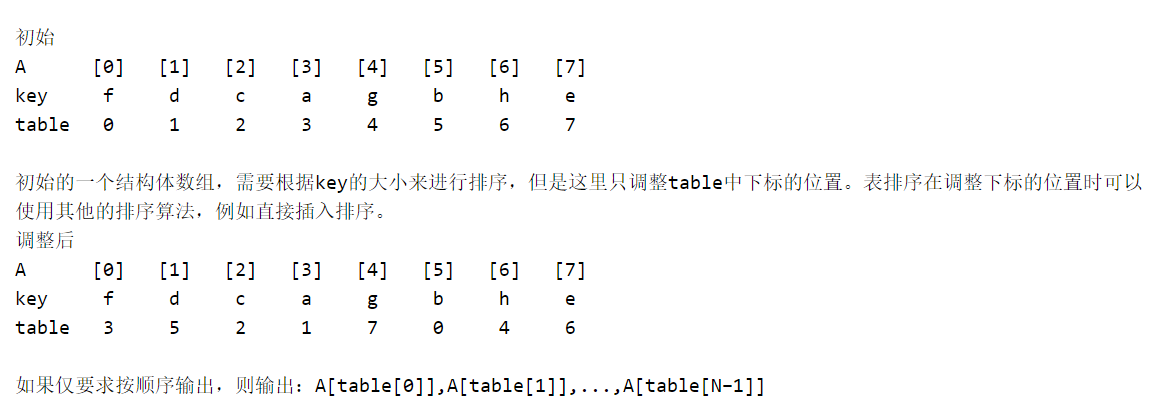 初始
A [0] [1] [2] [3] [4] [5] [6] [7]
key f d c a g b h e
table 0 1 2 3 4 5 6 7
初始的一个结构体数组，需要根据key的大小来进行排序，但是这里只调整table中下标的位置。表排序在调整下标的位置时可以
使用其他的排序算法，例如直接插入排序。
调整后
A [0] [1] [2] [3] [4] [5] [6] [7]
key f d c a g b h e
table 3 5 2 1 7 0 4 6
如果仅要求按顺序输出，则输出：A[table[0]],A[table[1]],...,A[table[N-1]]